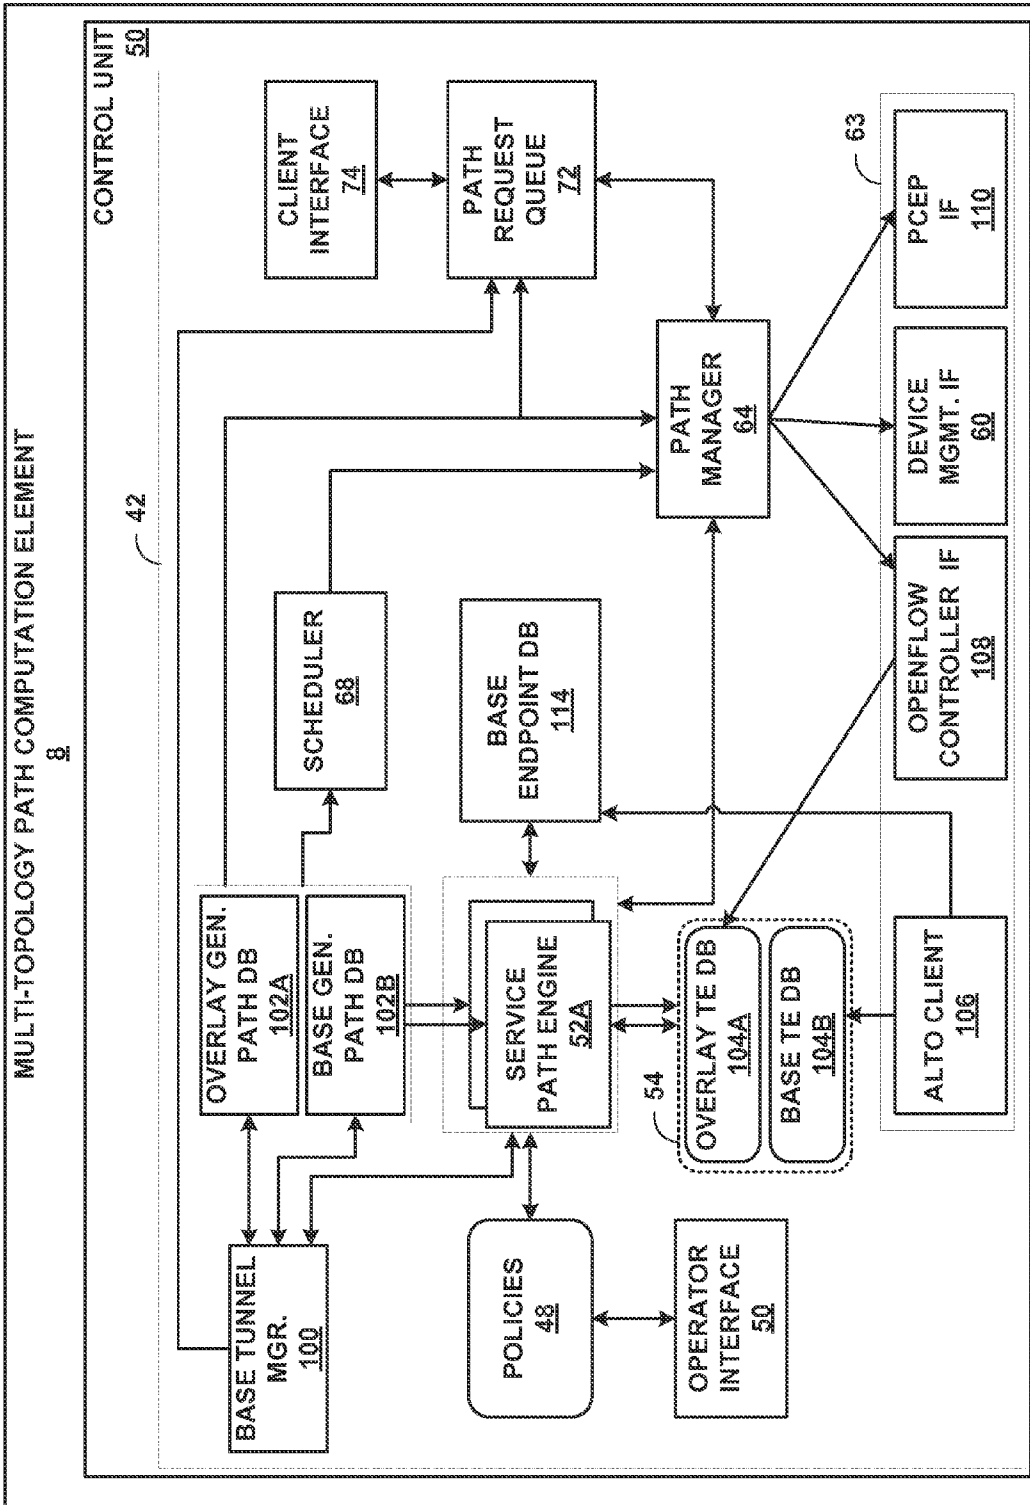 MULTI-TOPOLOGY PATH COMPUTATION ELEMENT
8
CONTROL UNIT
50
42
BASE TUNNEL
MGR.
100
OVERLAY GEN.
PATH DB
102A
BASE GEN.
PATH DB
102B
SCHEDULER
68
CLIENT
INTERFACE
74
POLICIES
48
SERVICE
PATH ENGINE
52A
BASE
ENDPOINT DB
114
PATH
REQUEST
QUEUE
72
OPERATOR
INTERFACE
50
54
OVERLAY TE DB
104A
BASE TE DB
104B
PATH
MANAGER
64
63
ALTO CLIENT
106
OPENFLOW
CONTROLLER IF
108
DEVICE
MGMT. IF
60
PCEP
IF
110